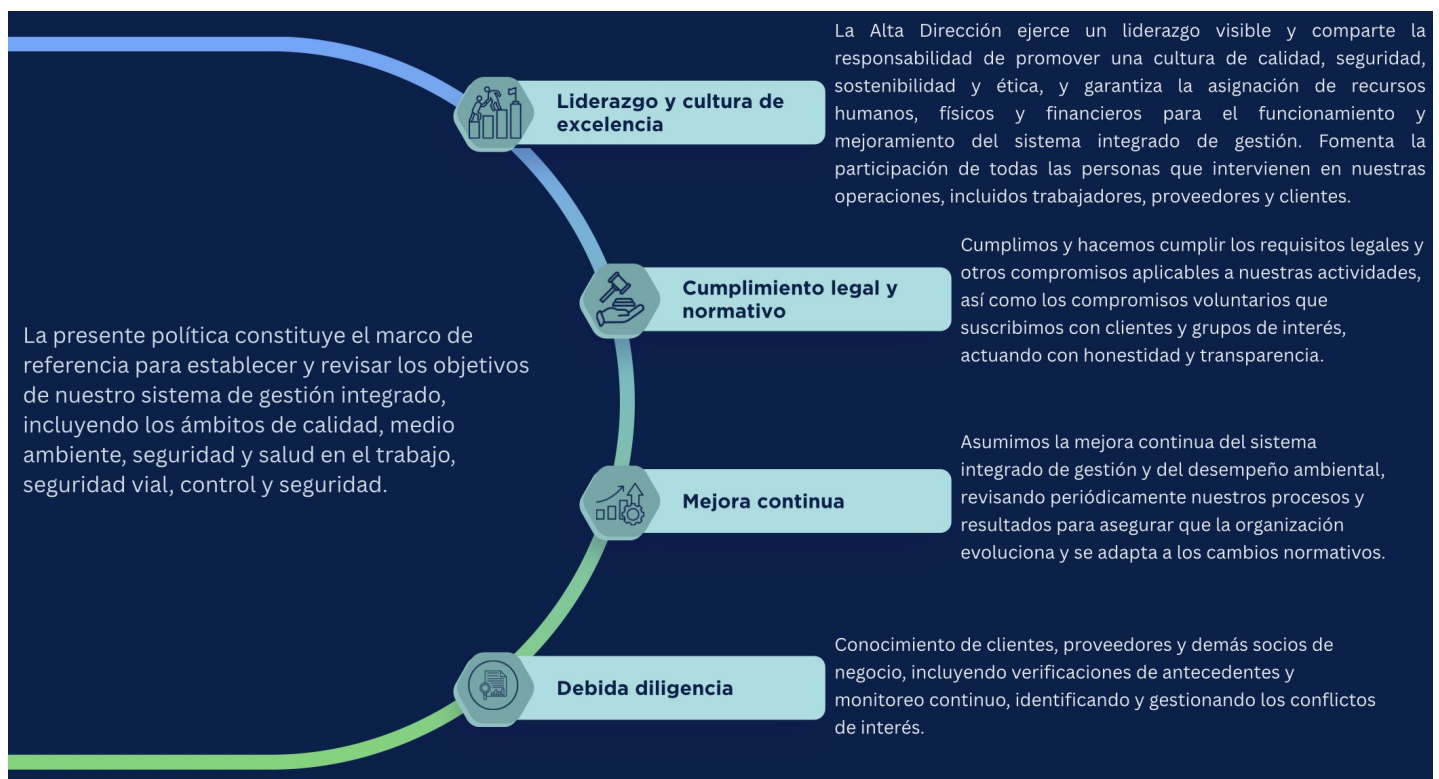 La presente política constituye el marco de
referencia para establecer y revisar los objetivos
de nuestro sistema de gestión integrado,
incluyendo los ámbitos de calidad, medio
ambiente, seguridad y salud en el trabajo,
seguridad vial, control y seguridad.
Liderazgo y cultura de
excelencia
La Alta Dirección ejerce un liderazgo visible y comparte la
responsabilidad de promover una cultura de calidad, seguridad,
sostenibilidad y ética, y garantiza la asignación de recursos
humanos, físicos y financieros para el funcionamiento y
mejoramiento del sistema integrado de gestión. Fomenta la
participación de todas las personas que intervienen en nuestras
operaciones, incluidos trabajadores, proveedores y clientes.
Cumplimiento legal y
normativo
Cumplimos y hacemos cumplir los requisitos legales y
otros compromisos aplicables a nuestras actividades,
así como los compromisos voluntarios que
suscribimos con clientes y grupos de interés,
actuando con honestidad y transparencia.
Mejora continua
Asumimos la mejora continua del sistema
integrado de gestión y del desempeño ambiental,
revisando periódicamente nuestros procesos y
resultados para asegurar que la organización
evoluciona y se adapta a los cambios normativos.
Debida diligencia
Conocimiento de clientes, proveedores y demás socios de
negocio, incluyendo verificaciones de antecedentes y
monitoreo continuo, identificando y gestionando los conflictos
de interés.